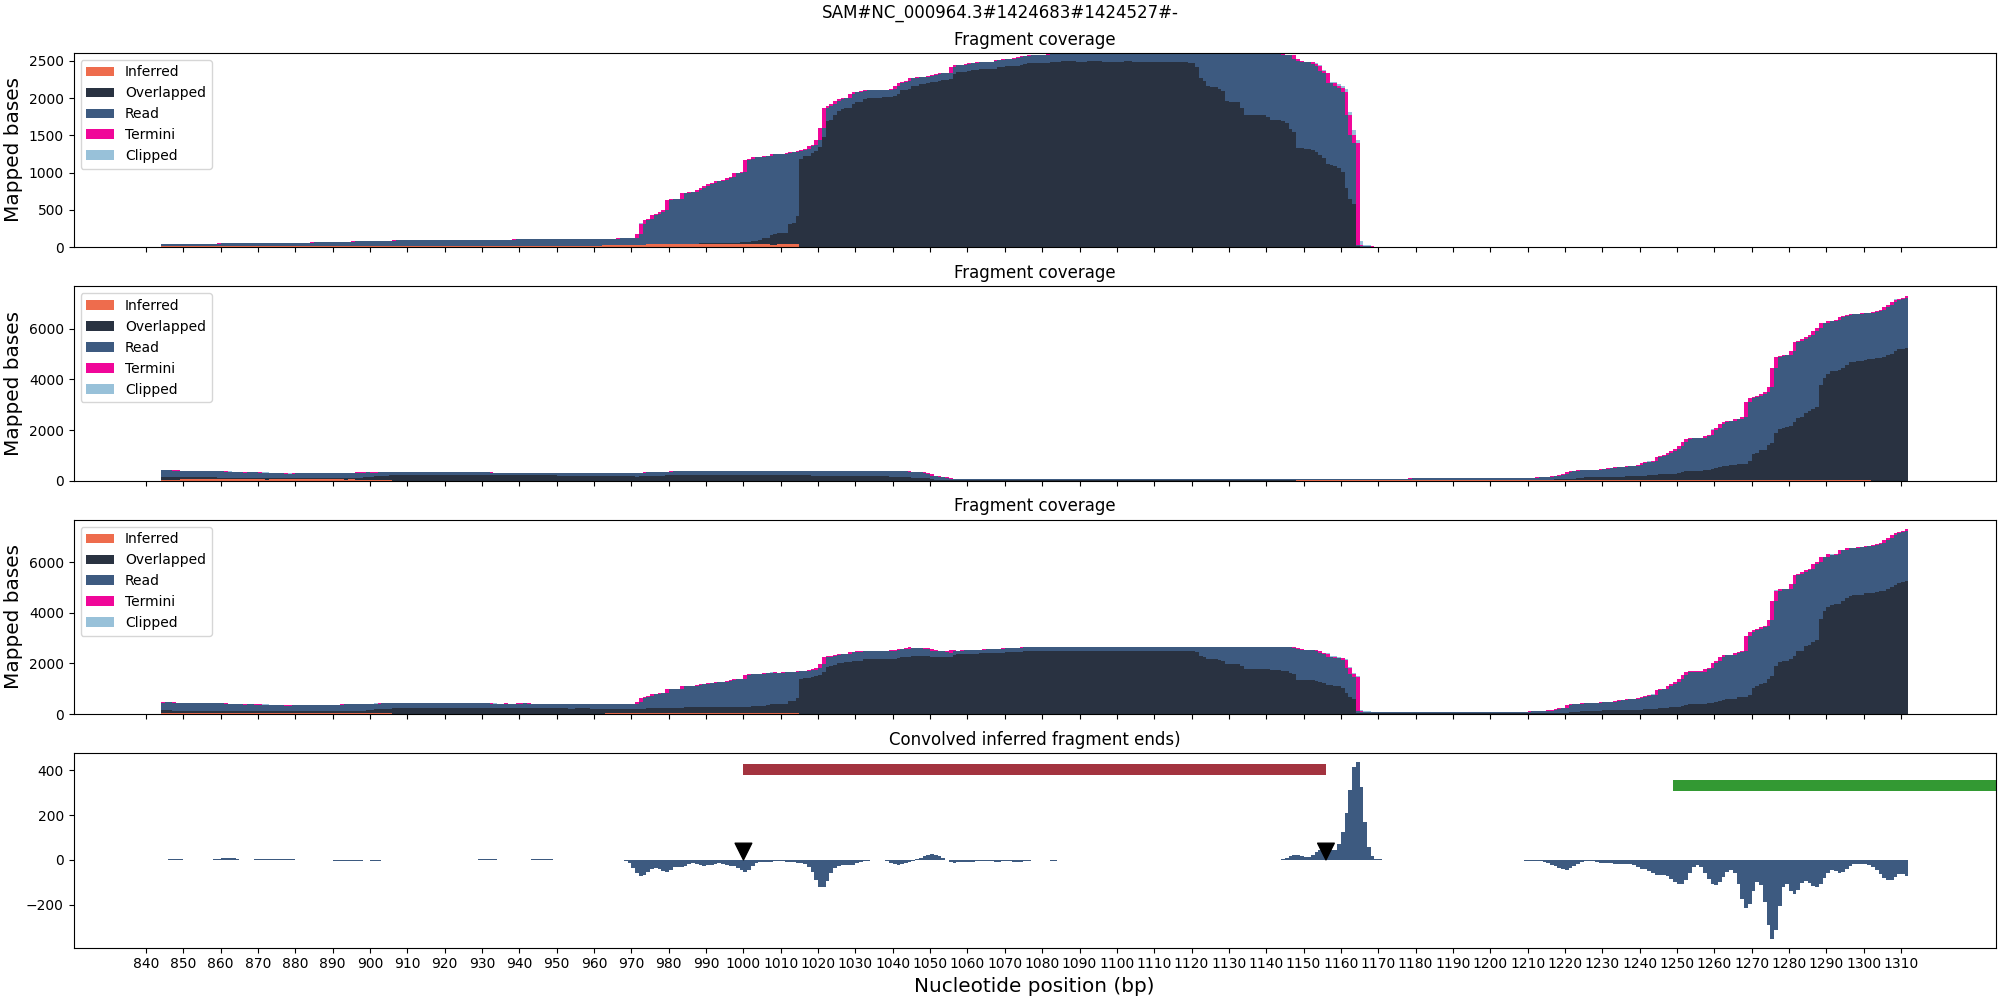 SAM#NC_000964.3#1424683#1424527#-
Fragment coverage
Mapped bases
2500
2000
1500
1000
500
0
Inferred
Overlapped
Read
Termini
Clipped
Fragment coverage
Mapped bases
6000
4000
2000
0
Inferred
Overlapped
Read
Termini
Clipped
Fragment coverage
Mapped bases
6000
4000
2000
0
Inferred
Overlapped
Read
Termini
Clipped
Convolved inferred fragment ends)
400
200
0
−200
840 850 860 870 880 890 900 910 920 930 940 950 960 970 980 990 1000 1010 1020 1030 1040 1050 1060 1070 1080 1090 1100 1110 1120 1130 1140 1150 1160 1170 1180 1190 1200 1210 1220 1230 1240 1250 1260 1270 1280 1290 1300 1310
Nucleotide position (bp)